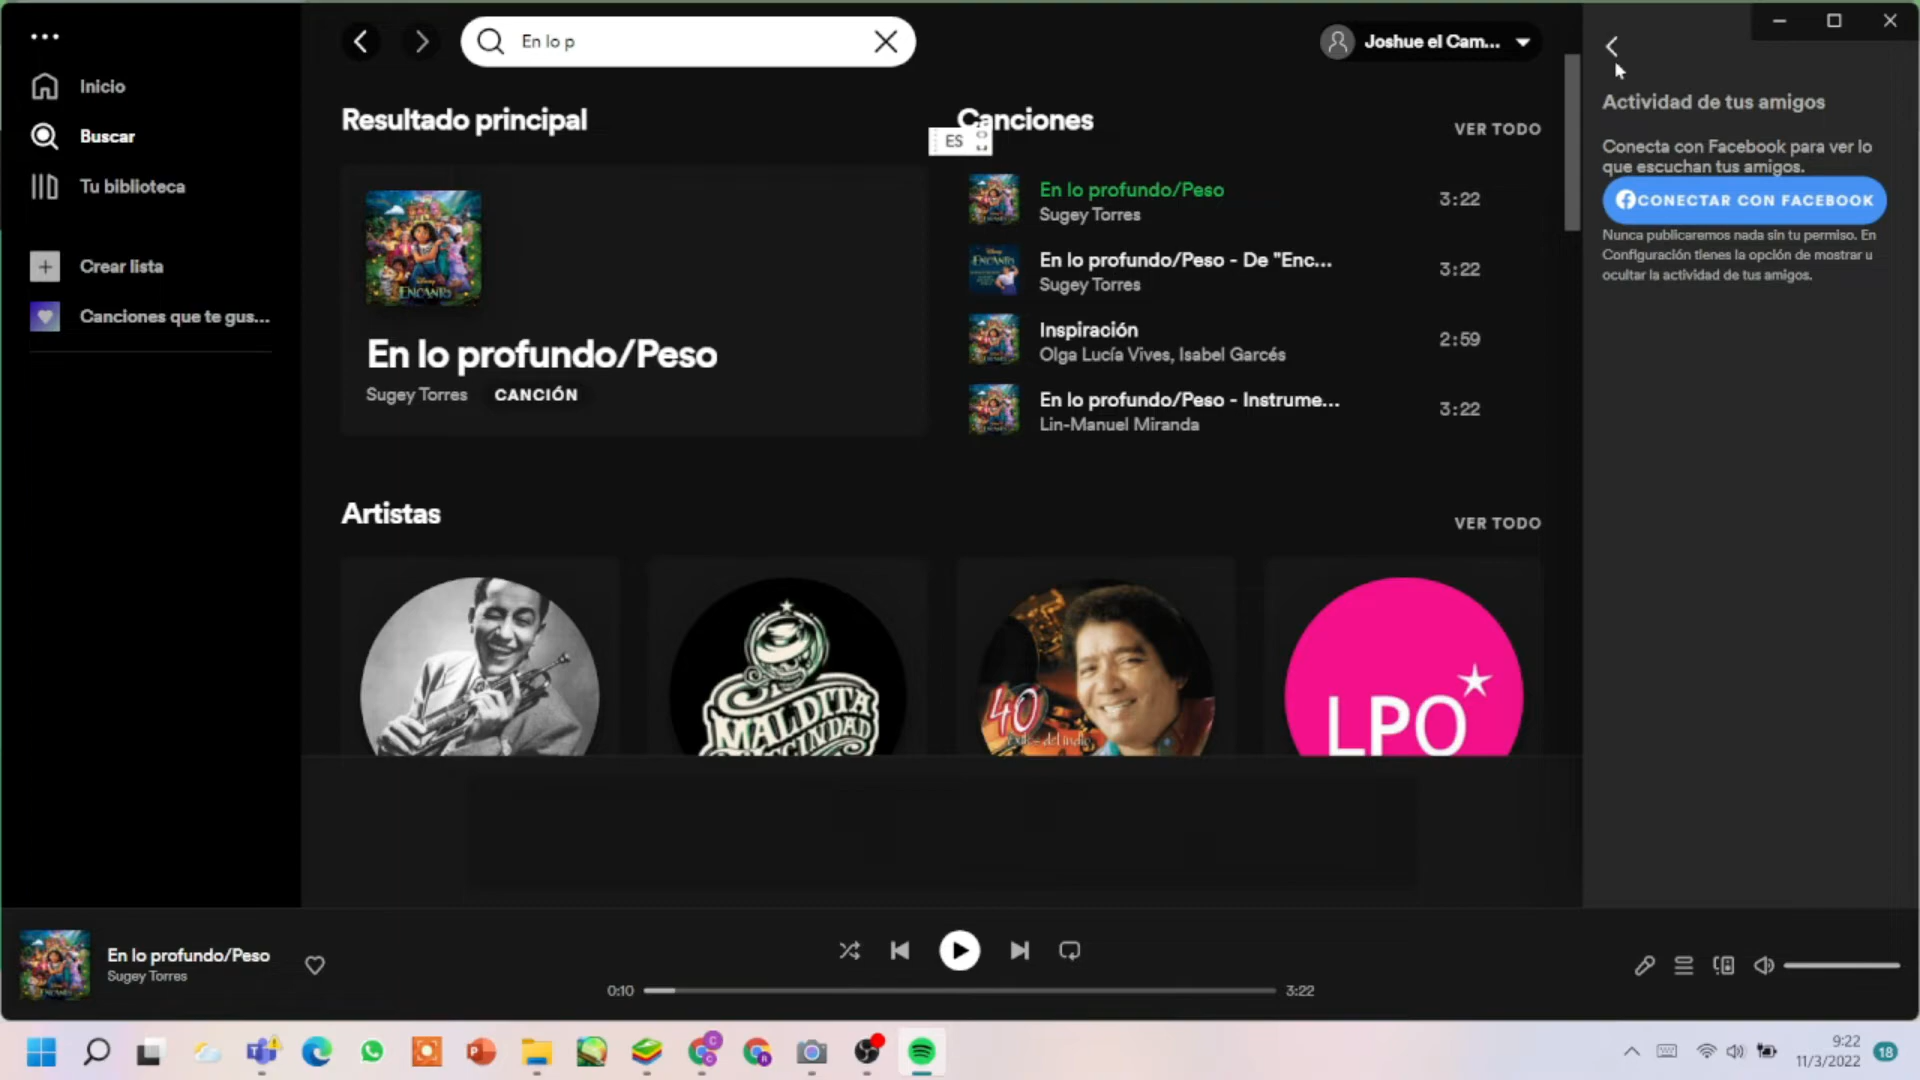 En lo p
Joshue el Cam...
Inicio
Buscar
Tu biblioteca
Crear lista
Canciones que te gus...
Resultado principal
ENCANTO
En lo profundo/Peso
Sugey Torres CANCIÓN
Canciones
VER TODO
ES
En lo profundo/Peso
Sugey Torres
3:22
ENCANTO
En lo profundo/Peso - De "Enc...
Sugey Torres
3:22
Inspiración
Olga Lucía Vives, Isabel Garcés
2:59
En lo profundo/Peso - Instrume...
Lin-Manuel Miranda
3:22
Artistas
VER TODO
MALDITA
40
LPO
Actividad de tus amigos
Conecta con Facebook para ver lo
que escuchan tus amigos.
CONECTAR CON FACEBOOK
Nunca publicaremos nada sin tu permiso. En
Configuración tienes la opción de mostrar u
ocultar la actividad de tus amigos.
En lo profundo/Peso
Sugey Torres
0:10
3:22
9:22
11/3/2022
18